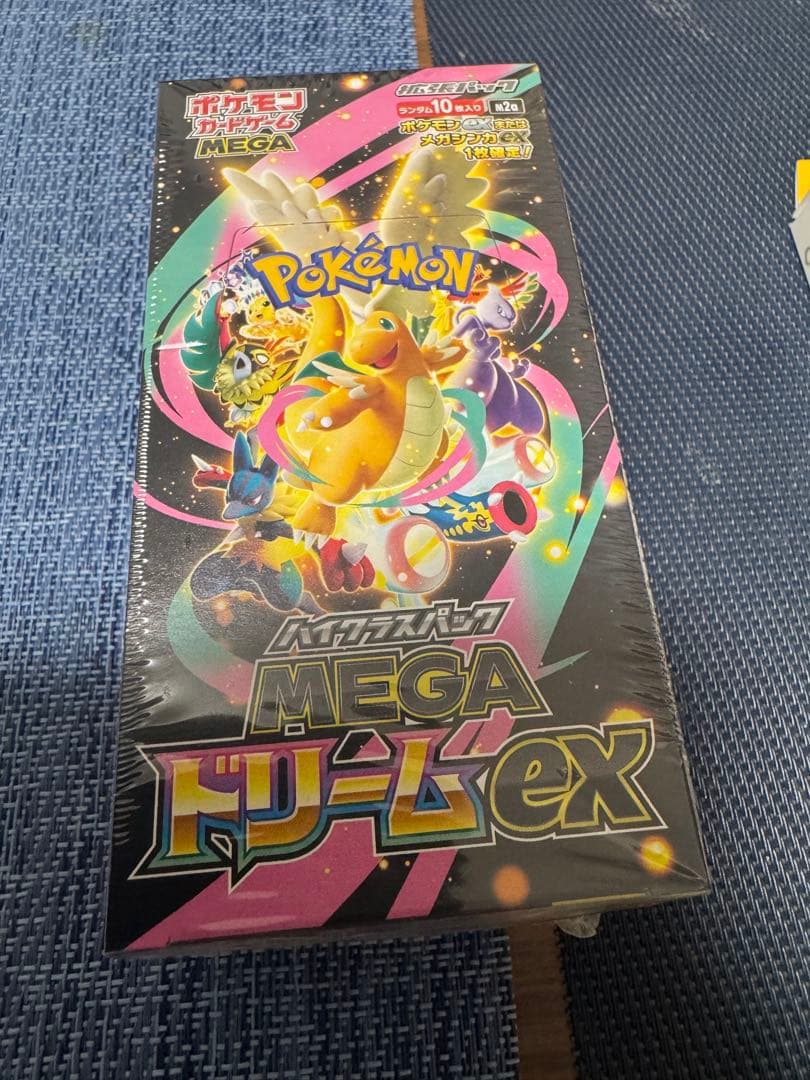 ポケモン
カードゲーム
MEGA
拡張パック
ランダム10枚入り M2a
ポケモンexまたは
メガシンカex
1枚確定！
POKéMON
TM
ハイクラスパック
MEGA
ドリームex